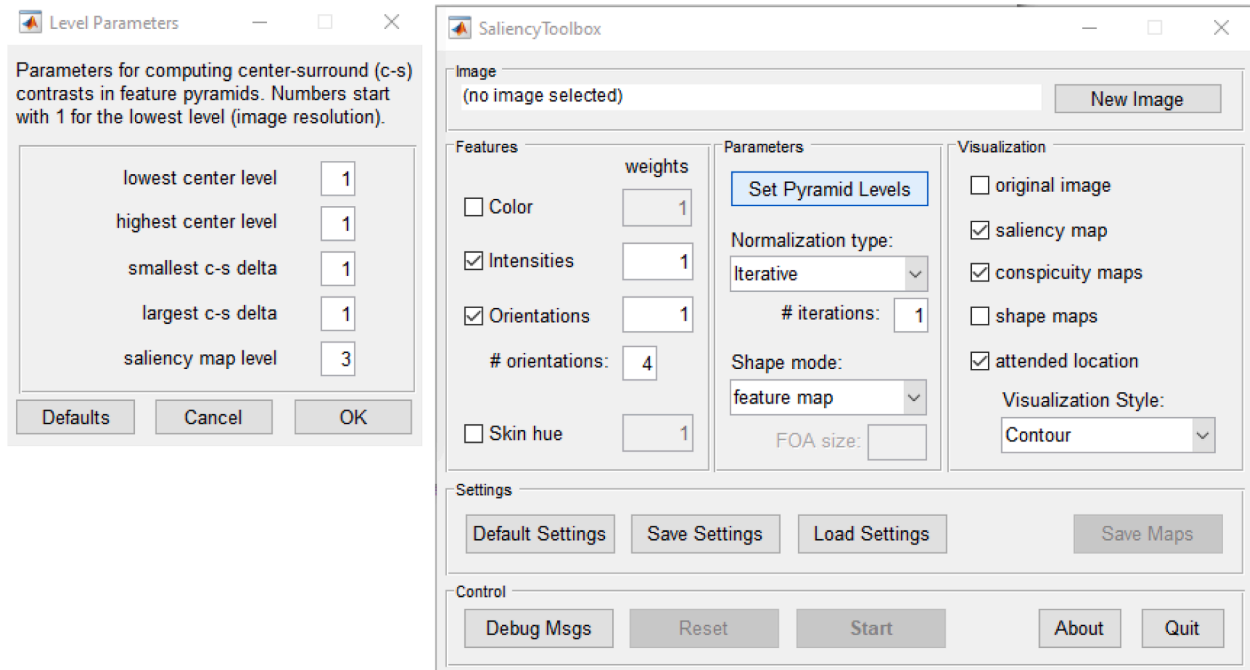 Level Parameters
Parameters for computing center-surround (c-s)
contrasts in feature pyramids. Numbers start
with 1 for the lowest level (image resolution).
lowest center level 1
highest center level 1
smallest c-s delta 1
largest c-s delta 1
saliency map level 3
Defaults Cancel OK
SaliencyToolbox
Image
(no image selected) New Image
Features
weights
Color 1
Intensities 1
Orientations 1
# orientations: 4
Skin hue 1
Parameters
Set Pyramid Levels
Normalization type:
Iterative
# iterations: 1
Shape mode:
feature map
FOA size:
Visualization
original image
saliency map
conspicuity maps
shape maps
attended location
Visualization Style:
Contour
Settings
Default Settings Save Settings Load Settings Save Maps
Control
Debug Msgs Reset Start About Quit